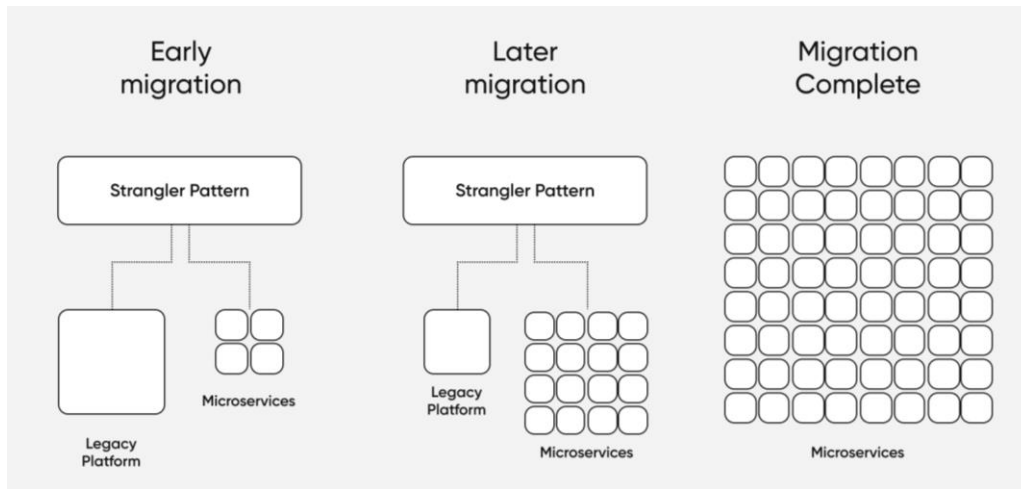 Early
migration
Later
migration
Migration
Complete
Strangler Pattern
Strangler Pattern
Legacy
Platform
Microservices
Legacy
Platform
Microservices
Microservices